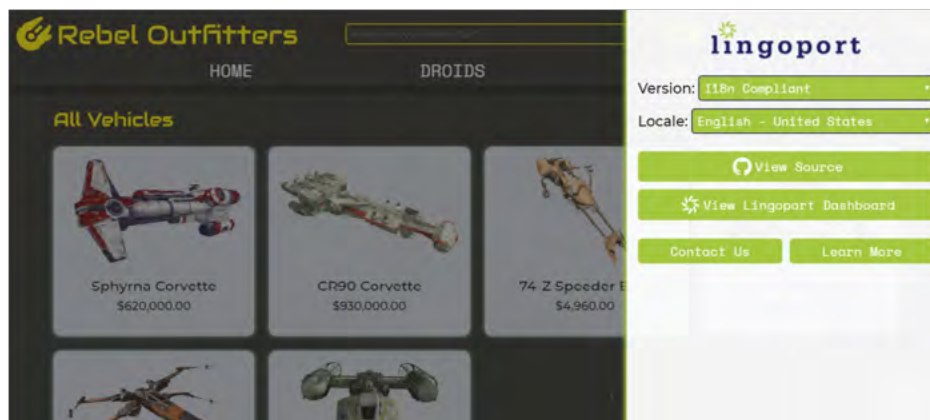 Rebel Outfitters
HOME
DROIDS
All Vehicles
Sphyrna Corvette
$620,000.00
CR90 Corvette
$930,000.00
74 Z Speeder
$4,960.00
lingoport
Version: I18n Compliant
Locale: English - United States
View Source
View Lingoport Dashboard
Contact Us
Learn More